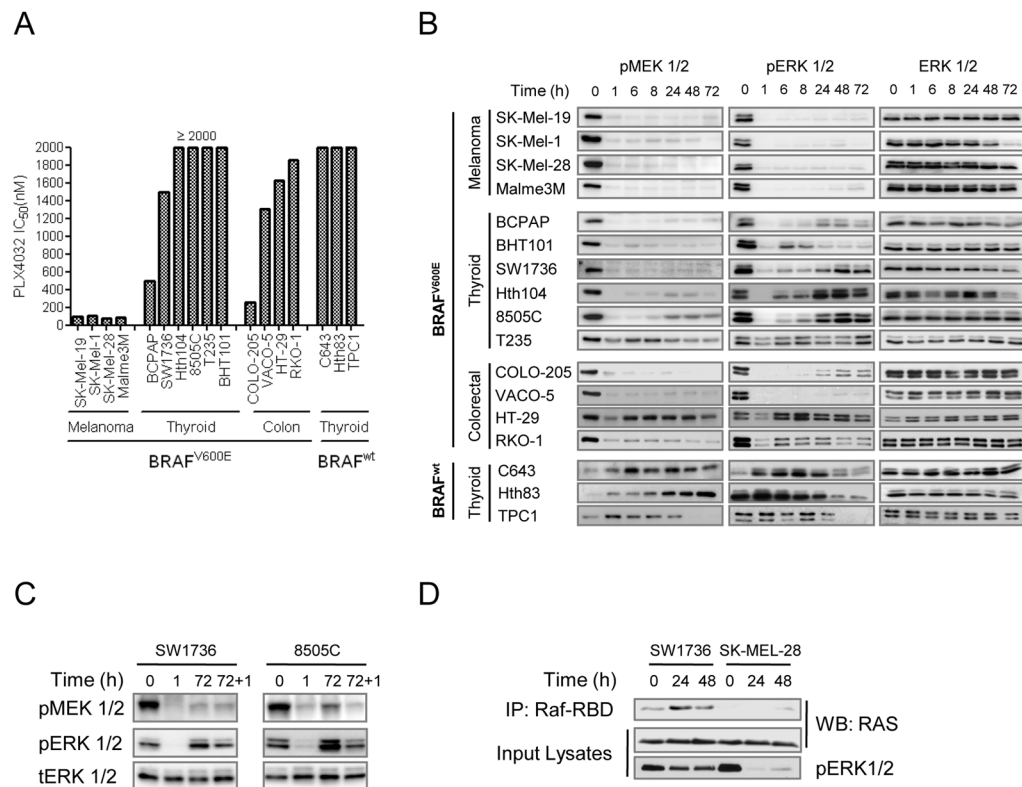 A
PLX4032 IC50(nM)
≥ 2000
2000
1800
1600
1400
1200
1000
800
600
400
200
0
SK-Mel-19
SK-Mel-1
SK-Mel-28
Malme3M
BCPAP
SW1736
Hth104
8505C
T235
BHT101
COLO-205
VACO-5
HT-29
RKO-1
C643
Hth83
TPC1
Melanoma Thyroid Colon Thyroid
BRAFV600E BRAFwt
B
pMEK 1/2 pERK 1/2 ERK 1/2
Time (h) 0 1 6 8 24 48 72 0 1 6 8 24 48 72 0 1 6 8 24 48 72
BRAFV600E
Melanoma
SK-Mel-19
SK-Mel-1
SK-Mel-28
Malme3M
Thyroid
BCPAP
BHT101
SW1736
Hth104
8505C
T235
Colorectal
COLO-205
VACO-5
HT-29
RKO-1
BRAFwt
Thyroid
C643
Hth83
TPC1
C
SW1736 8505C
Time (h) 0 1 72 72+1 0 1 72 72+1
pMEK 1/2
pERK 1/2
tERK 1/2
D
SW1736 SK-MEL-28
Time (h) 0 24 48 0 24 48
IP: Raf-RBD
WB: RAS
Input Lysates
pERK1/2